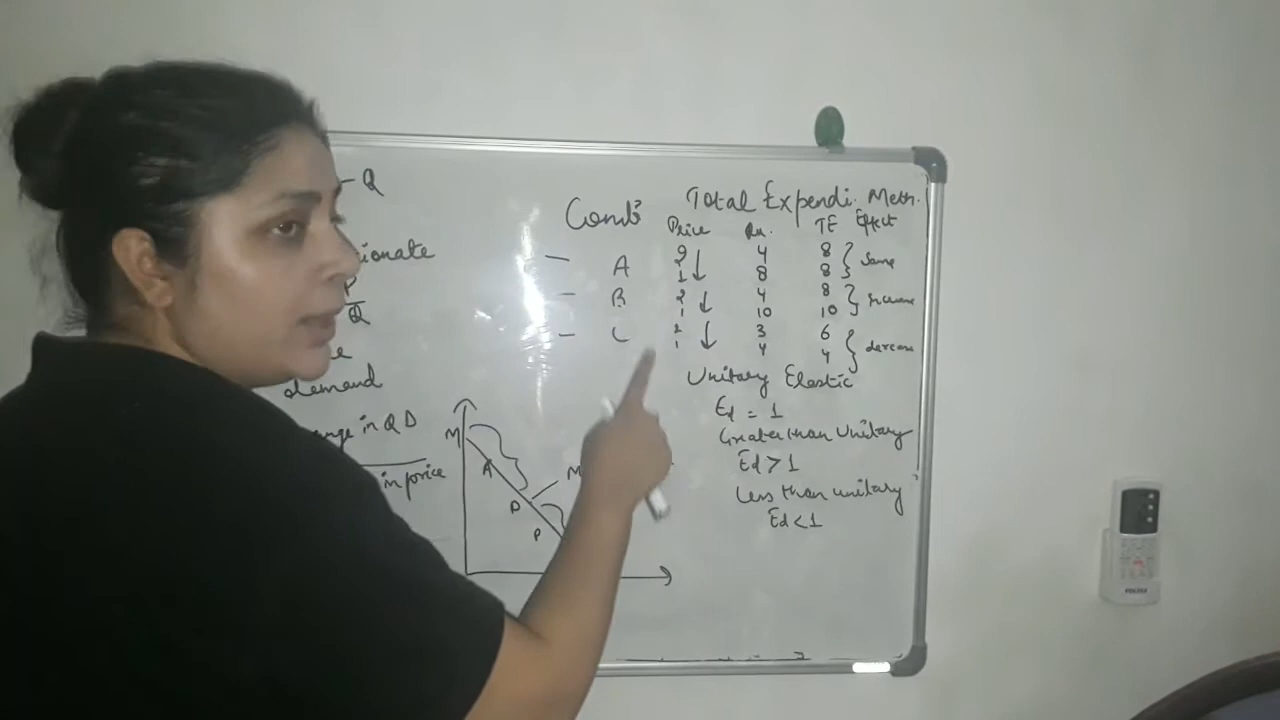 - Q
ionate
P
Q
e
demand
ange in QD
in price
M
A
D
P
M
Total Expendi. Meth.
Comb
Price Qu. TE Effect
— A 2 4 8 same
1 8 8
— B 2 4 8 increase
1 10 10
— C 2 3 6 decrease
1 4 4
Unitary Elastic
Ed = 1
Greater than Unitary
Ed > 1
Less than unitary
Ed < 1